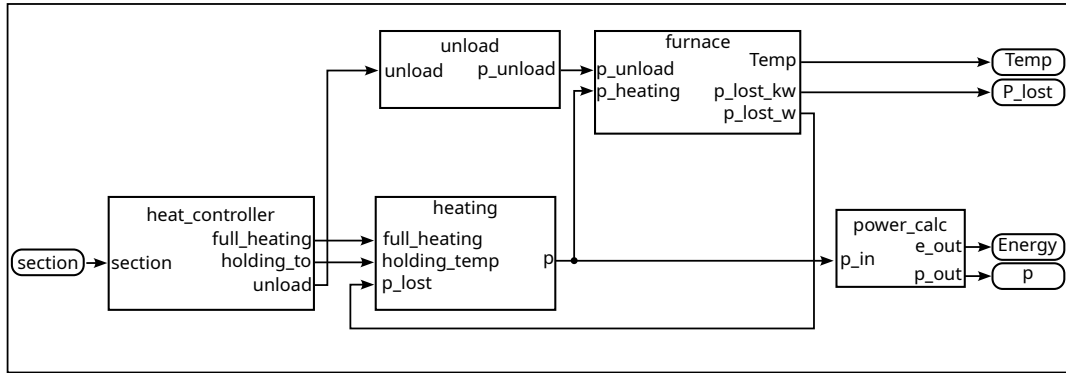 unload
unload
p_unload
furnace
Temp
p_unload
p_heating
p_lost_kw
p_lost_w
Temp
P_lost
heat_controller
section
section
full_heating
holding_to
unload
heating
full_heating
holding_temp
p_lost
p
power_calc
p_in
e_out
p_out
Energy
p